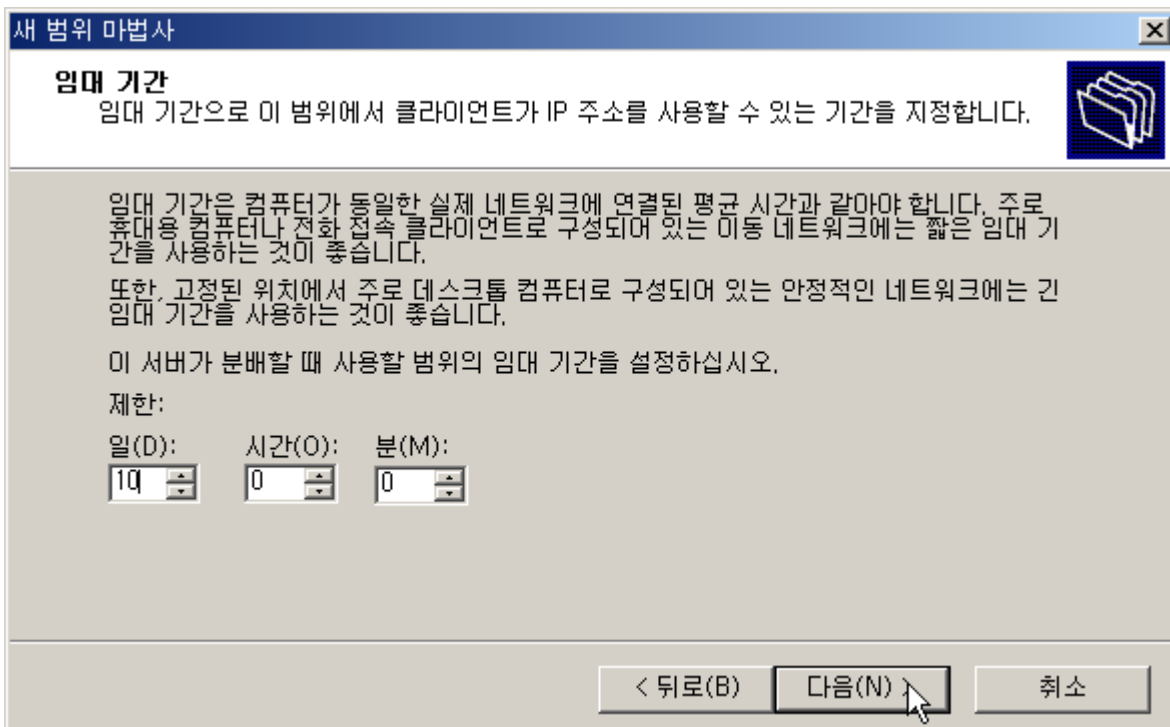 새 범위 마법사
임대 기간
임대 기간으로 이 범위에서 클라이언트가 IP 주소를 사용할 수 있는 기간을 지정합니다.
임대 기간은 컴퓨터가 동일한 실제 네트워크에 연결된 평균 시간과 같아야 합니다. 주로
휴대용 컴퓨터나 전화 접속 클라이언트로 구성되어 있는 이동 네트워크에는 짧은 임대 기
간을 사용하는 것이 좋습니다.
또한, 고정된 위치에서 주로 데스크톱 컴퓨터로 구성되어 있는 안정적인 네트워크에는 긴
임대 기간을 사용하는 것이 좋습니다.
이 서버가 분배할 때 사용할 범위의 임대 기간을 설정하십시오.
제한:
일(D): 시간(O): 분(M):
10 0 0
< 뒤로(B) 다음(N) > 취소